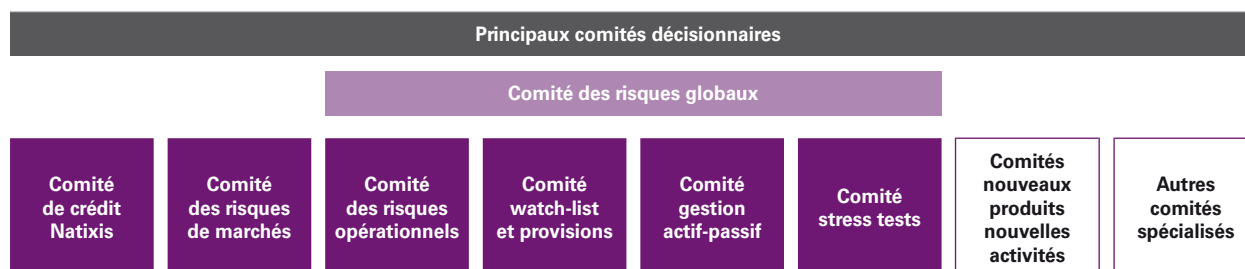 Principaux comités décisionnaires
Comité des risques globaux
Comité
de crédit
Natixis
Comité
des risques
de marchés
Comité
des risques
opérationnels
Comité
watch-list
et provisions
Comité
gestion
actif-passif
Comité
stress tests
Comités
nouveaux
produits
nouvelles
activités
Autres
comités
spécialisés